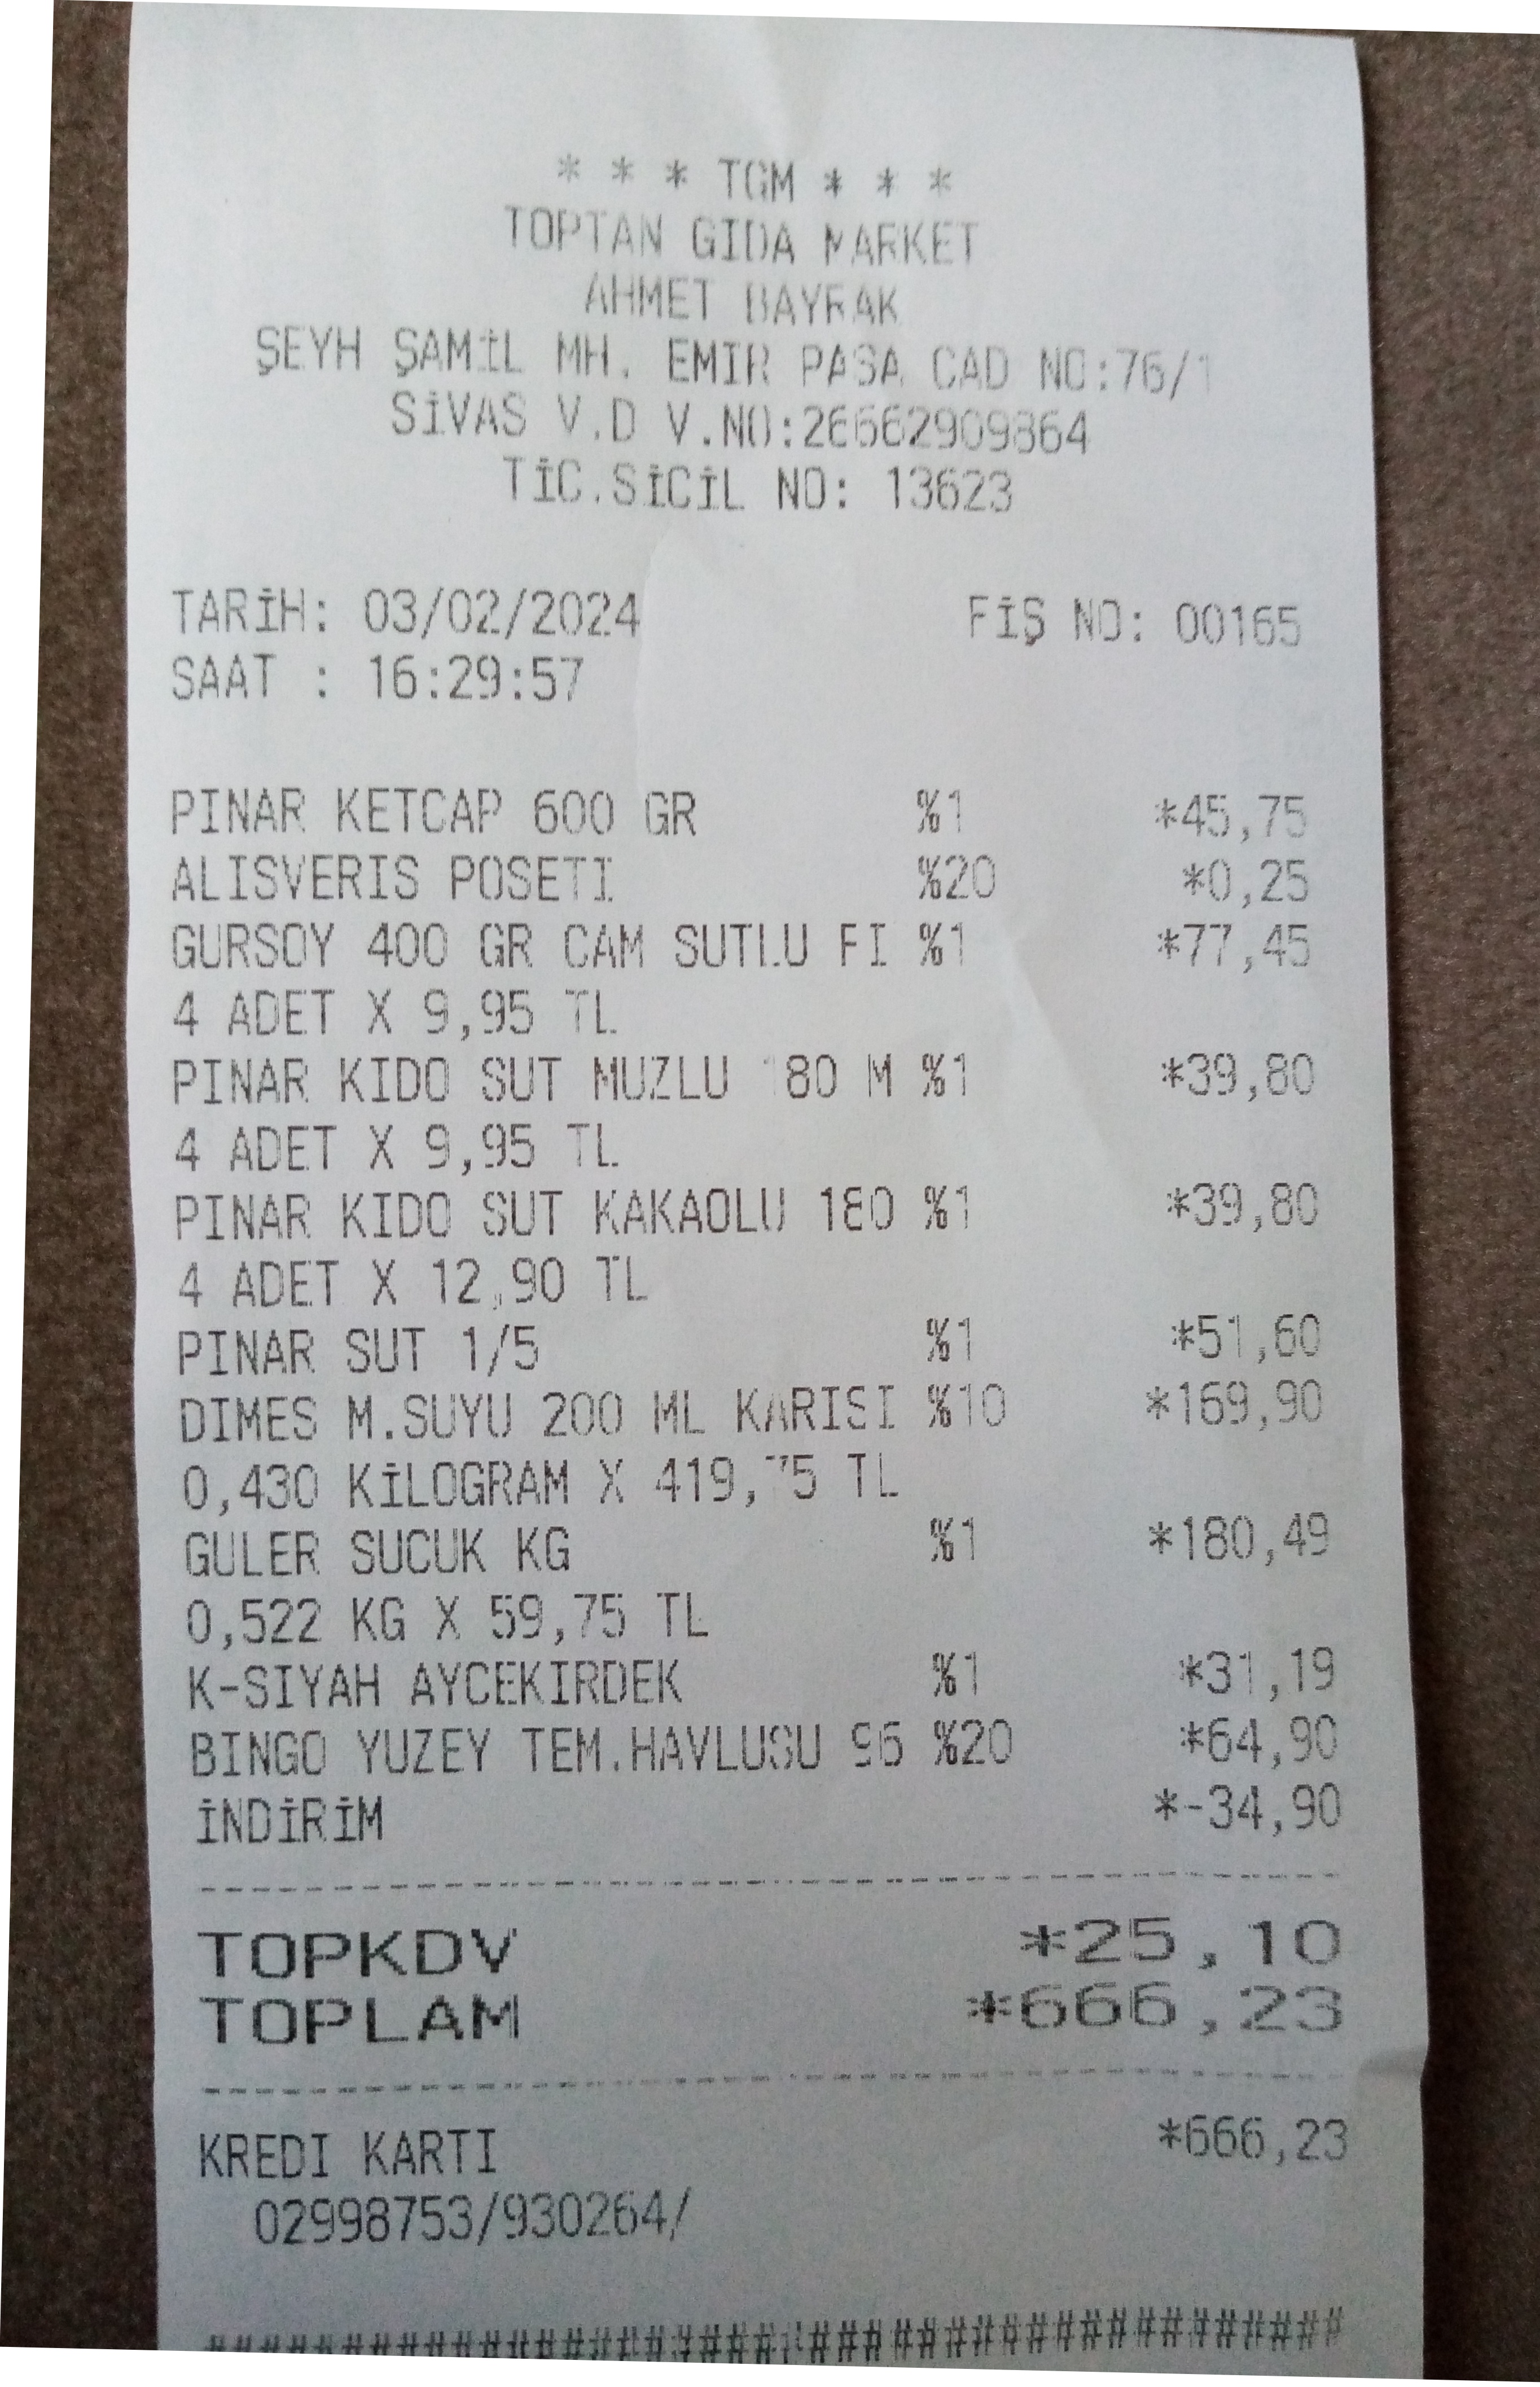 * * * TGM * * *
TOPTAN GIDA MARKET
AHMET BAYRAK
ŞEYH ŞAMİL MH. EMIR PASA CAD NO:76/1
SİVAS V.D V.NO:26662909864
TİC.SİCİL NO: 13623
TARİH: 03/02/2024 FİŞ NO: 00165
SAAT : 16:29:57
PINAR KETCAP 600 GR %1 *45,75
ALISVERIS POSETI %20 *0,25
GURSOY 400 GR CAM SUTLU FI %1 *77,45
4 ADET X 9,95 TL
PINAR KIDO SUT MUZLU 180 M %1 *39,80
4 ADET X 9,95 TL
PINAR KIDO SUT KAKAOLU 180 %1 *39,80
4 ADET X 12,90 TL
PINAR SUT 1/5 %1 *51,60
DIMES M.SUYU 200 ML KARISI %10 *169,90
0,430 KİLOGRAM X 419,75 TL
GULER SUCUK KG %1 *180,49
0,522 KG X 59,75 TL
K-SIYAH AYCEKIRDEK %1 *31,19
BINGO YUZEY TEM.HAVLUSU 96 %20 *64,90
İNDİRİM *-34,90
TOPKDV *25,10
TOPLAM *666,23
KREDI KARTI *666,23
02998753/930264/
##########################################